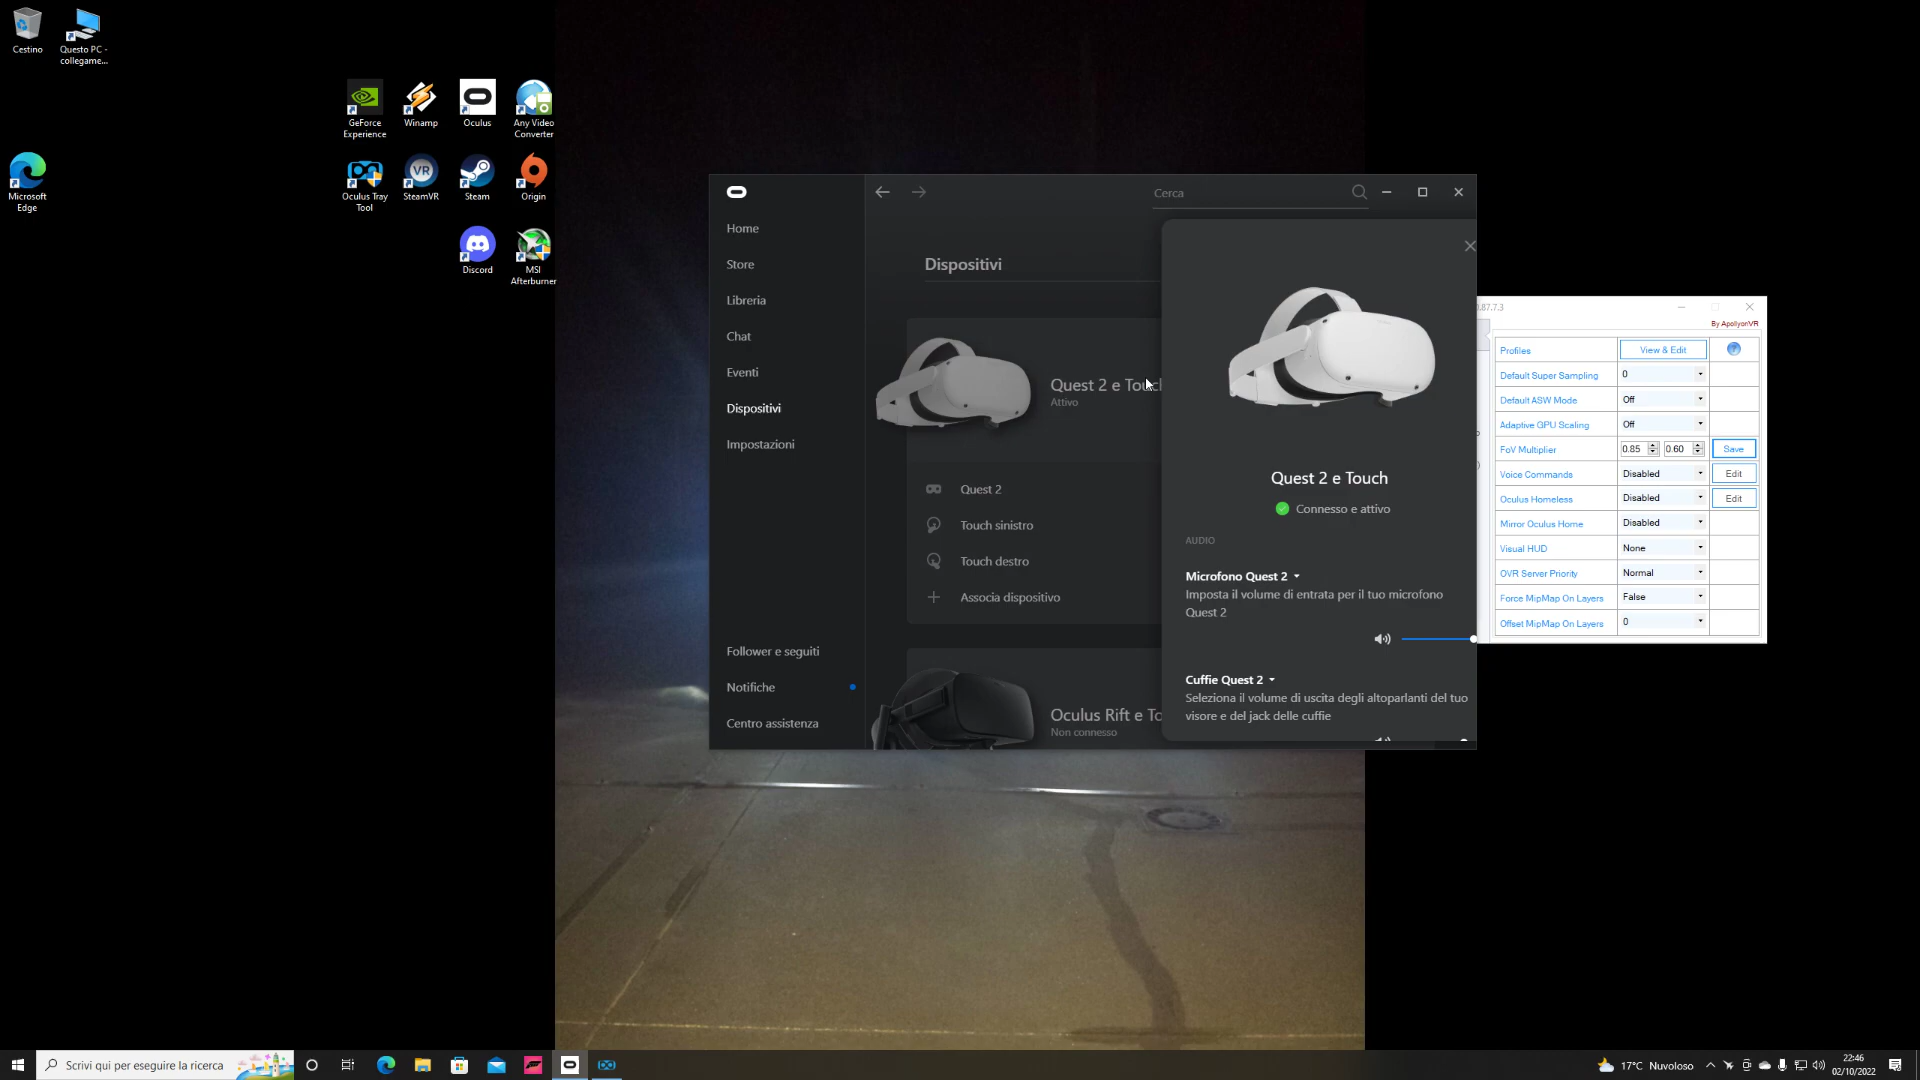 Cestino
Questo PC -
collegame...
GeForce
Experience
Winamp
Oculus
Any Video
Converter
Microsoft
Edge
Oculus Tray
Tool
VR
SteamVR
Steam
Origin
Discord
MSI
Afterburner
Cerca
Home
Store
Libreria
Chat
Eventi
Dispositivi
Impostazioni
Follower e seguiti
Notifiche
Centro assistenza
Dispositivi
Quest 2 e Touch
Attivo
Quest 2
Touch sinistro
Touch destro
Associa dispositivo
Oculus Rift e To
Non connesso
Quest 2 e Touch
Connesso e attivo
AUDIO
Microfono Quest 2
Imposta il volume di entrata per il tuo microfono
Quest 2
Cuffie Quest 2
Seleziona il volume di uscita degli altoparlanti del tuo
visore e del jack delle cuffie
.87.7.3
By ApollyonVR
Profiles View & Edit
Default Super Sampling 0
Default ASW Mode Off
Adaptive GPU Scaling Off
FoV Multiplier 0.85 0.60 Save
Voice Commands Disabled Edit
Oculus Homeless Disabled Edit
Mirror Oculus Home Disabled
Visual HUD None
OVR Server Priority Normal
Force MipMap On Layers False
Offset MipMap On Layers 0
Scrivi qui per eseguire la ricerca
17°C Nuvoloso
22:46
02/10/2022